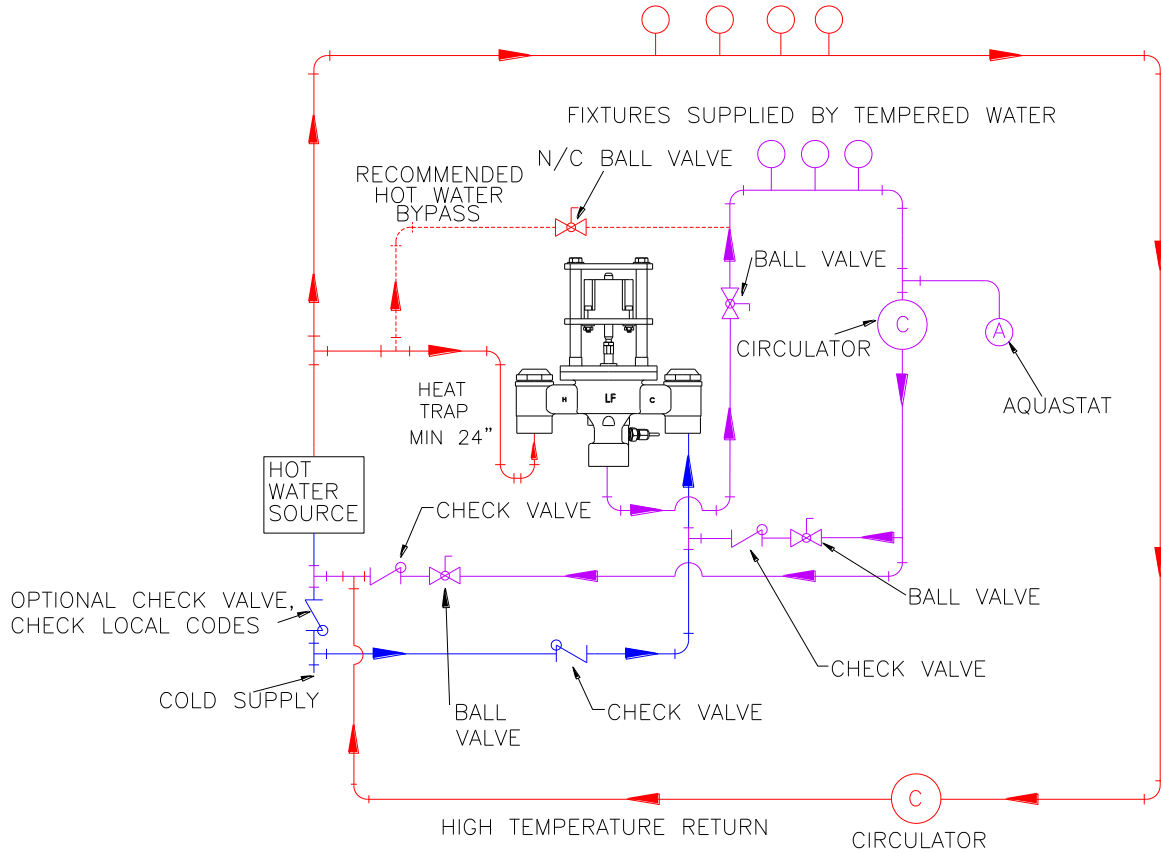 FIXTURES SUPPLIED BY TEMPERED WATER
N/C BALL VALVE
RECOMMENDED
HOT WATER
BYPASS
BALL VALVE
C
CIRCULATOR
A
AQUASTAT
HEAT
TRAP
MIN 24"
H
LF
C
HOT
WATER
SOURCE
CHECK VALVE
OPTIONAL CHECK VALVE,
CHECK LOCAL CODES
BALL VALVE
CHECK VALVE
COLD SUPPLY
BALL
VALVE
CHECK VALVE
C
HIGH TEMPERATURE RETURN
CIRCULATOR